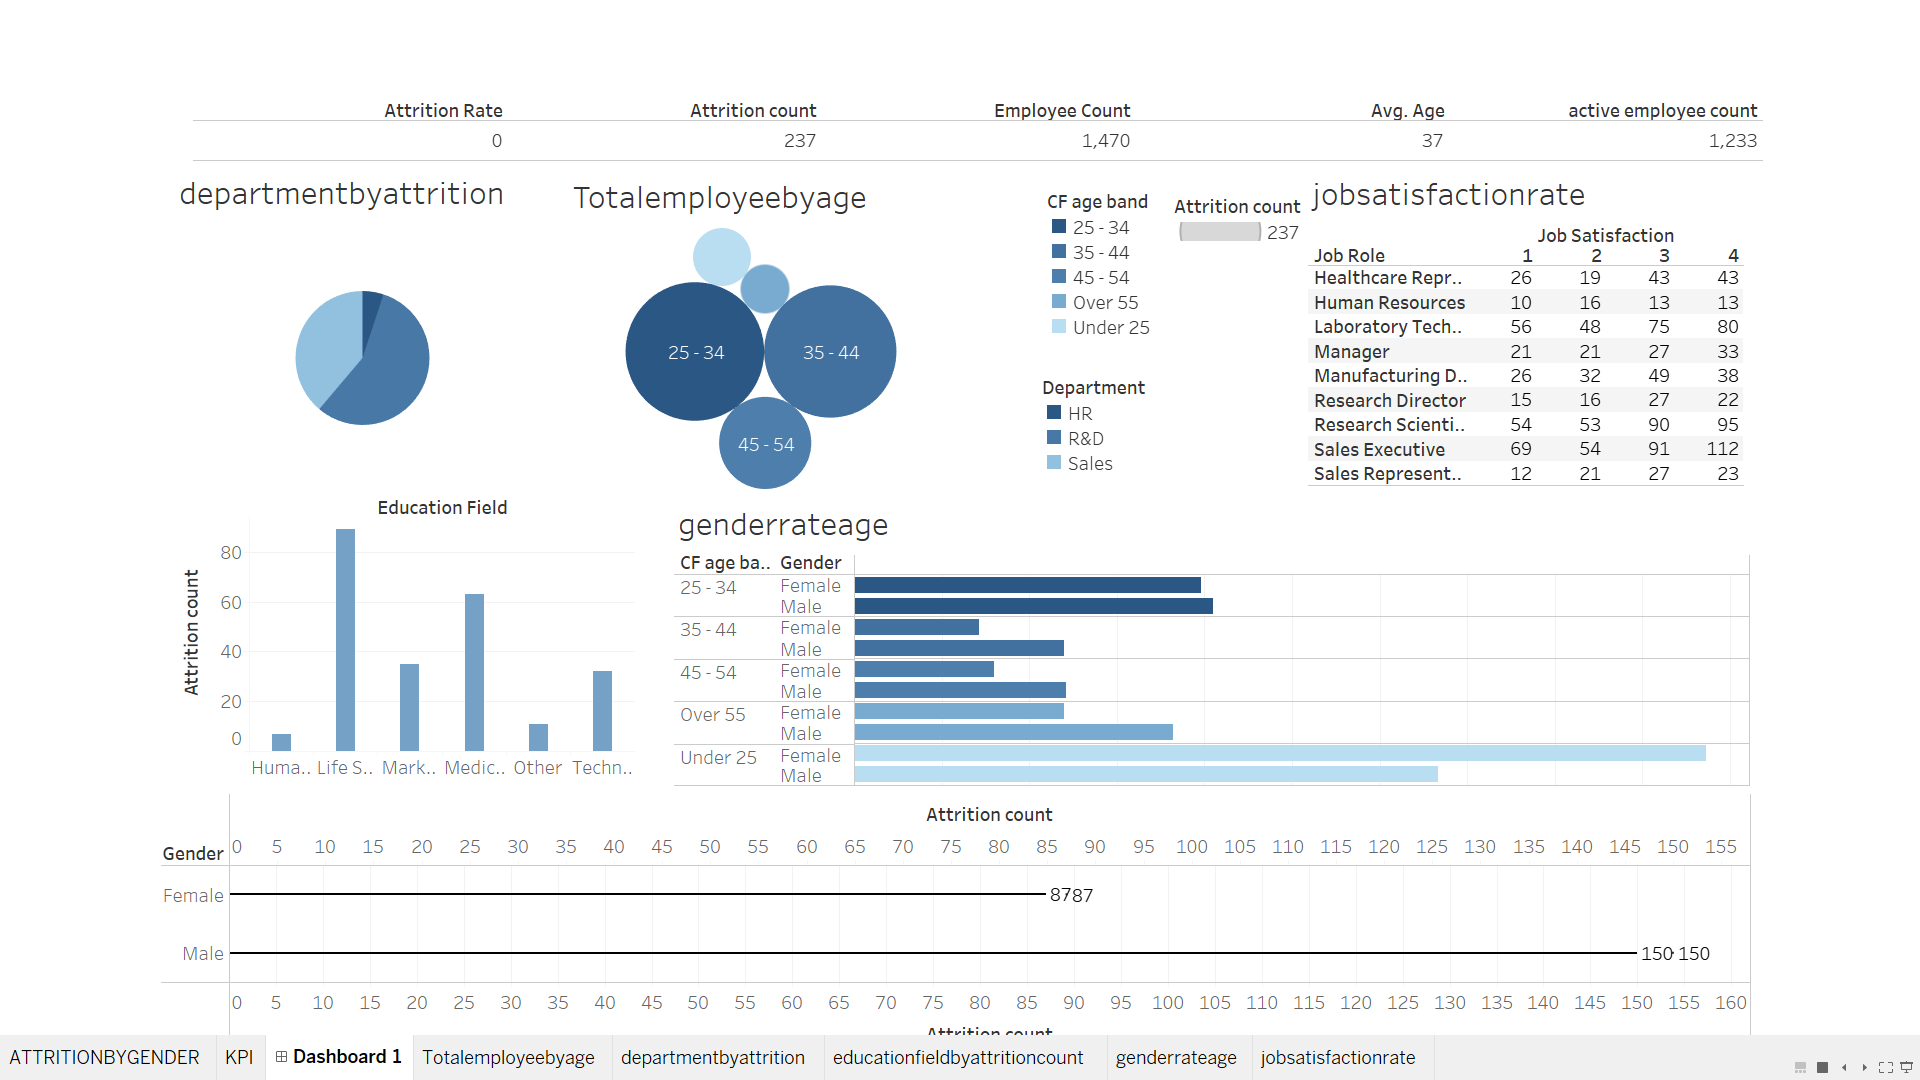 Attrition Rate Attrition count Employee Count Avg. Age active employee count
0 237 1,470 37 1,233
departmentbyattrition
Totalemployeebyage
25 - 34
35 - 44
45 - 54
CF age band
25 - 34
35 - 44
45 - 54
Over 55
Under 25
Attrition count
237
Department
HR
R&D
Sales
jobsatisfactionrate
Job Satisfaction
Job Role 1 2 3 4
Healthcare Repr.. 26 19 43 43
Human Resources 10 16 13 13
Laboratory Tech.. 56 48 75 80
Manager 21 21 27 33
Manufacturing D.. 26 32 49 38
Research Director 15 16 27 22
Research Scienti.. 54 53 90 95
Sales Executive 69 54 91 112
Sales Represent.. 12 21 27 23
Education Field
Attrition count
80
60
40
20
0
Huma.. Life S.. Mark.. Medic.. Other Techn..
genderrateage
CF age ba.. Gender
25 - 34 Female
Male
35 - 44 Female
Male
45 - 54 Female
Male
Over 55 Female
Male
Under 25 Female
Male
Attrition count
Gender 0 5 10 15 20 25 30 35 40 45 50 55 60 65 70 75 80 85 90 95 100 105 110 115 120 125 130 135 140 145 150 155
Female 8787
Male 150 150
0 5 10 15 20 25 30 35 40 45 50 55 60 65 70 75 80 85 90 95 100 105 110 115 120 125 130 135 140 145 150 155 160
Attrition count
ATTRITIONBYGENDER KPI Dashboard 1 Totalemployeebyage departmentbyattrition educationfieldbyattritioncount genderrateage jobsatisfactionrate